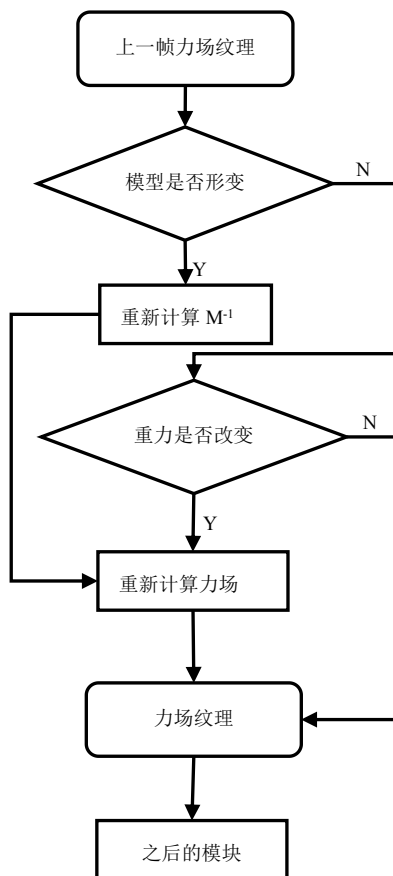 上一帧力场纹理
模型是否形变
N
Y
重新计算 M⁻¹
重力是否改变
N
Y
重新计算力场
力场纹理
之后的模块